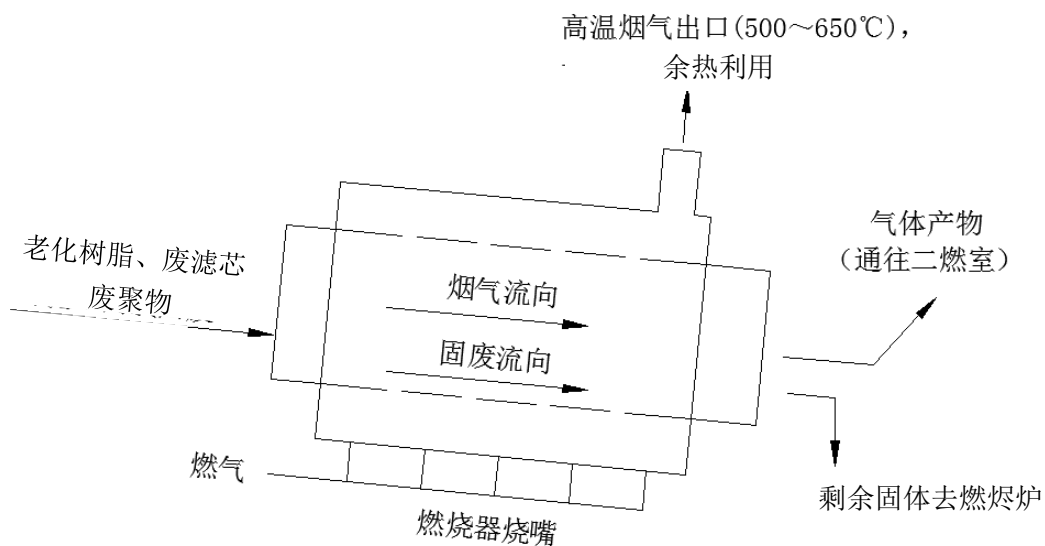 高温烟气出口(500～650℃)，
余热利用
气体产物
（通往二燃室）
老化树脂、废滤芯
废聚物
烟气流向
固废流向
燃气
燃烧器烧嘴
剩余固体去燃烬炉